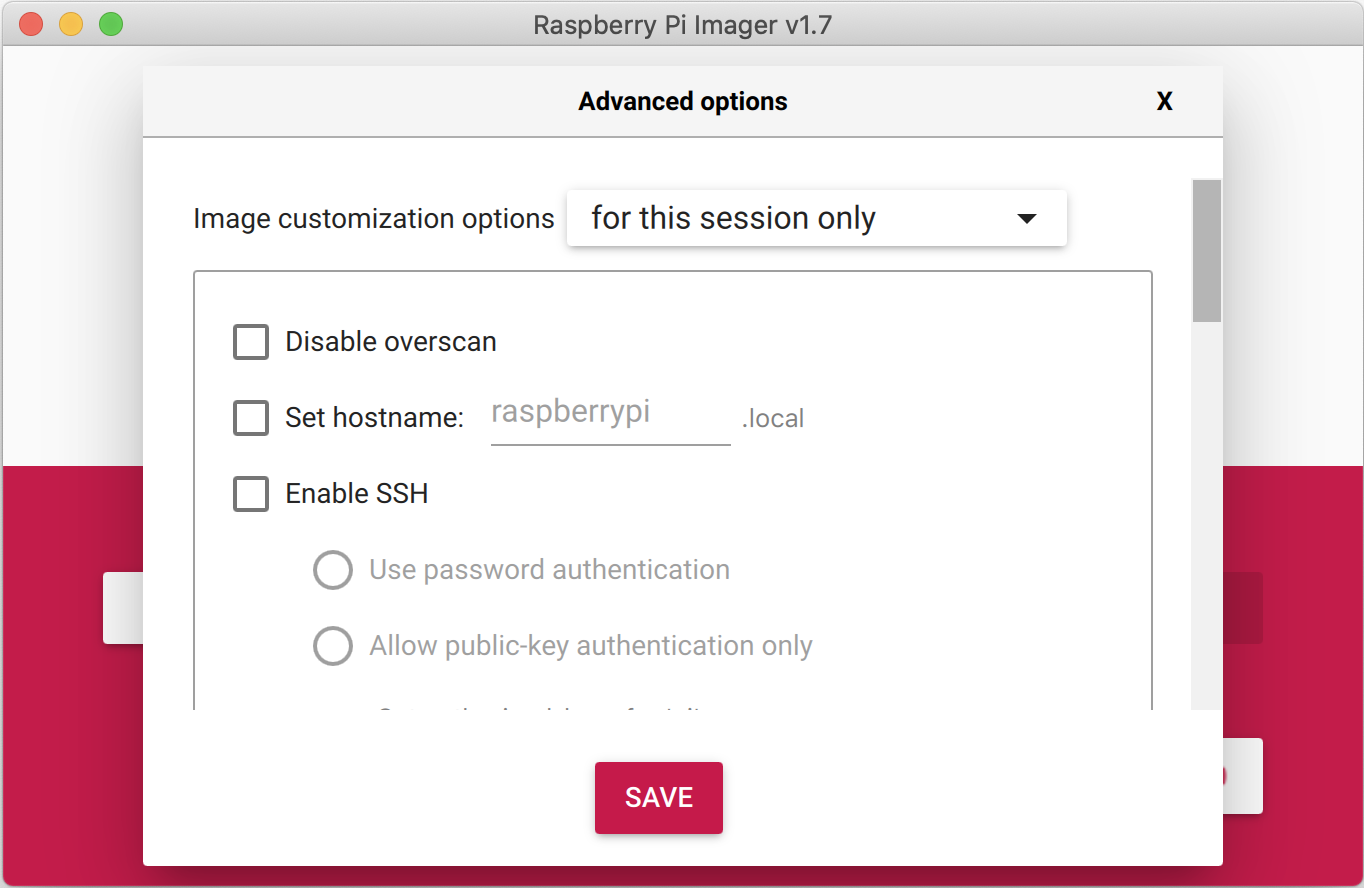 Raspberry Pi Imager v1.7
Advanced options X
Image customization options for this session only
Disable overscan
Set hostname: raspberrypi .local
Enable SSH
Use password authentication
Allow public-key authentication only
SAVE